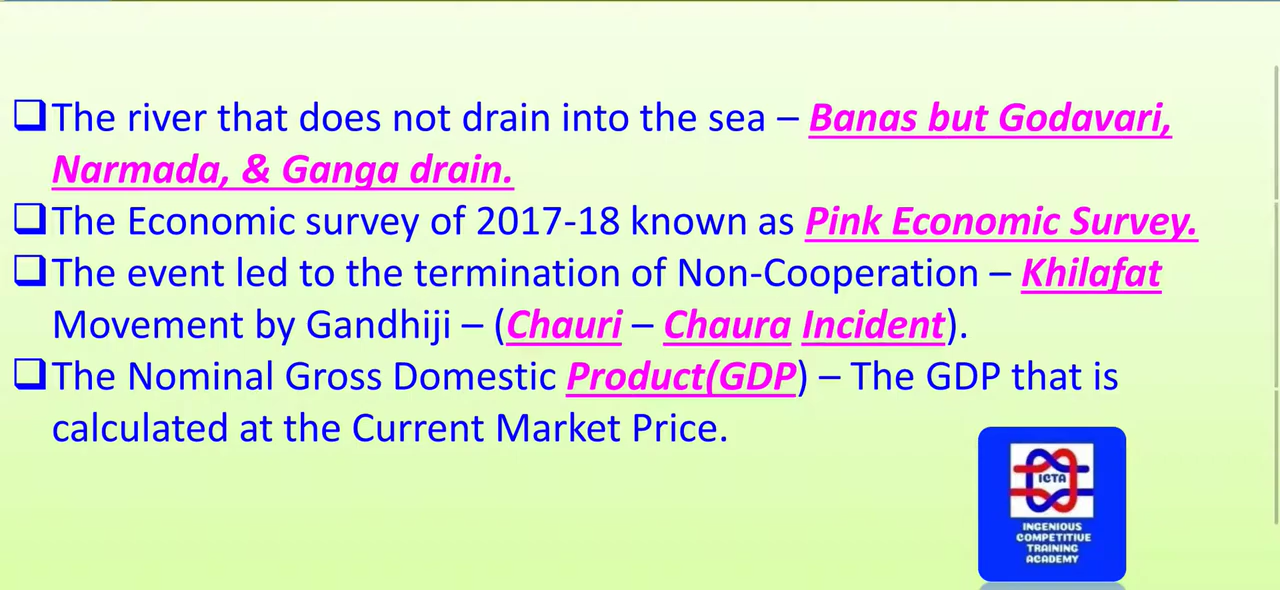 The river that does not drain into the sea – Banas but Godavari,
Narmada, & Ganga drain.
The Economic survey of 2017-18 known as Pink Economic Survey.
The event led to the termination of Non-Cooperation – Khilafat
Movement by Gandhiji – (Chauri – Chaura Incident).
The Nominal Gross Domestic Product(GDP) – The GDP that is
calculated at the Current Market Price.
ICTA
INGENIOUS
COMPETITIVE
TRAINING
ACADEMY